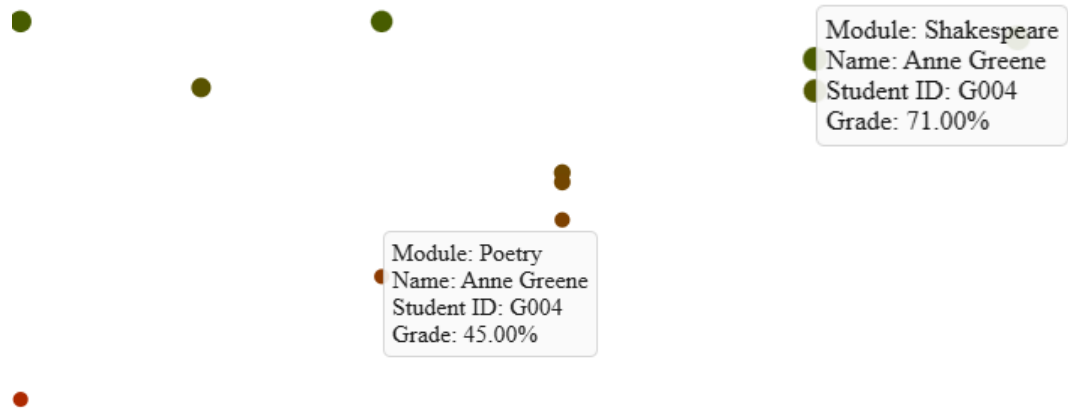 Module: Shakespeare
Name: Anne Greene
Student ID: G004
Grade: 71.00%
Module: Poetry
Name: Anne Greene
Student ID: G004
Grade: 45.00%